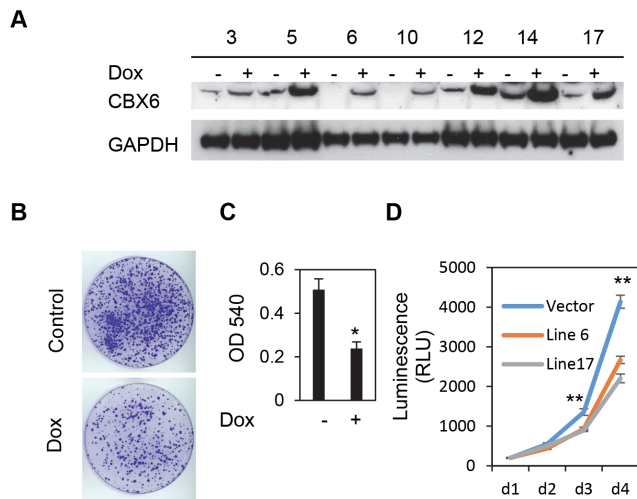 A
3 5 6 10 12 14 17
Dox - + - + - + - + - + - + - +
CBX6
GAPDH
B
Control
Dox
C
OD 540
0.6
0.4
0.2
0
*
Dox - +
D
Luminescence
(RLU)
5000
4000
3000
2000
1000
0
Vector
Line 6
Line17
**
**
d1 d2 d3 d4